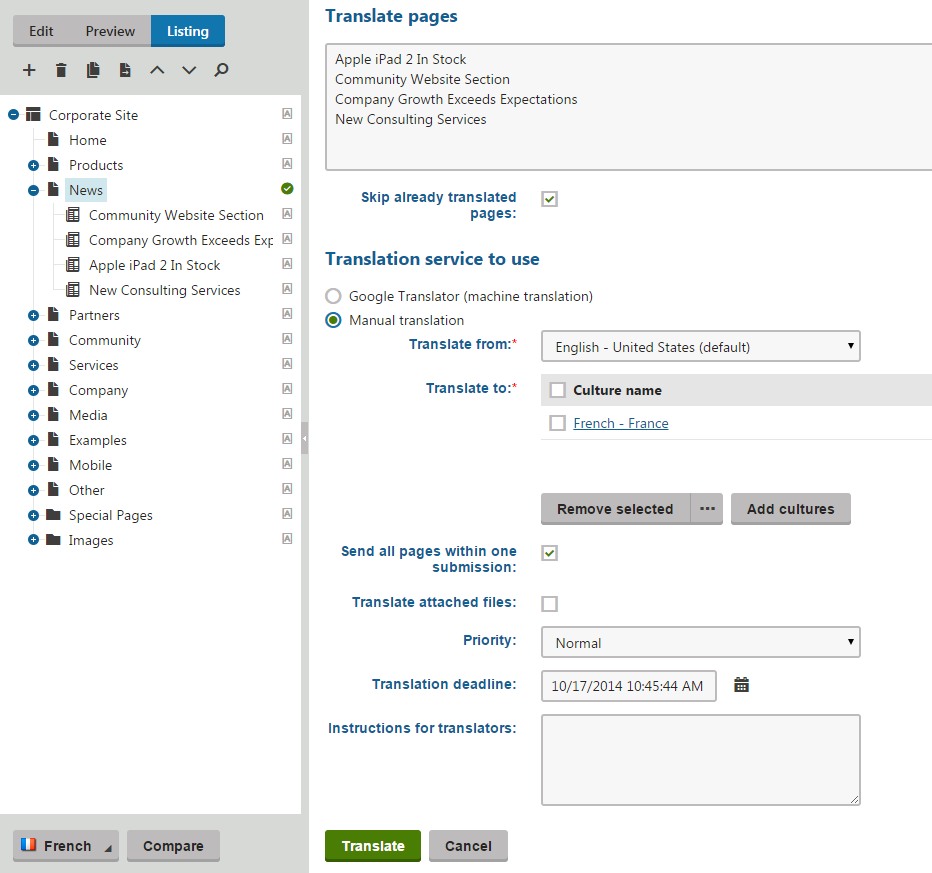 Edit Preview Listing
Corporate Site
Home
Products
News
Community Website Section
Company Growth Exceeds Exp
Apple iPad 2 In Stock
New Consulting Services
Partners
Community
Services
Company
Media
Examples
Mobile
Other
Special Pages
Images
French Compare
Translate pages
Apple iPad 2 In Stock
Community Website Section
Company Growth Exceeds Expectations
New Consulting Services
Skip already translated
pages:
Translation service to use
Google Translator (machine translation)
Manual translation
Translate from:* English - United States (default)
Translate to:* Culture name
French - France
Remove selected ... Add cultures
Send all pages within one
submission:
Translate attached files:
Priority: Normal
Translation deadline: 10/17/2014 10:45:44 AM
Instructions for translators:
Translate Cancel